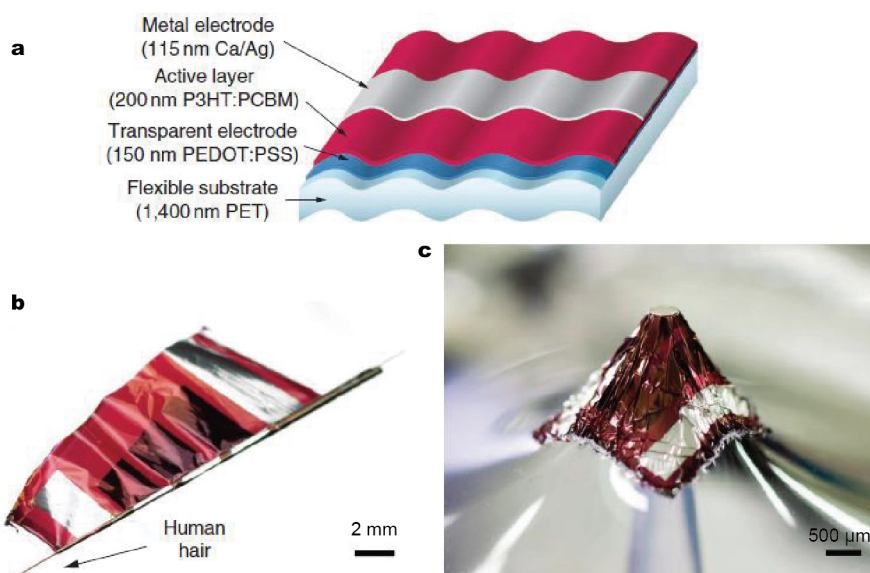 a
Metal electrode
(115 nm Ca/Ag)
Active layer
(200 nm P3HT:PCBM)
Transparent electrode
(150 nm PEDOT:PSS)
Flexible substrate
(1,400 nm PET)
b
Human
hair
2 mm
c
500 µm